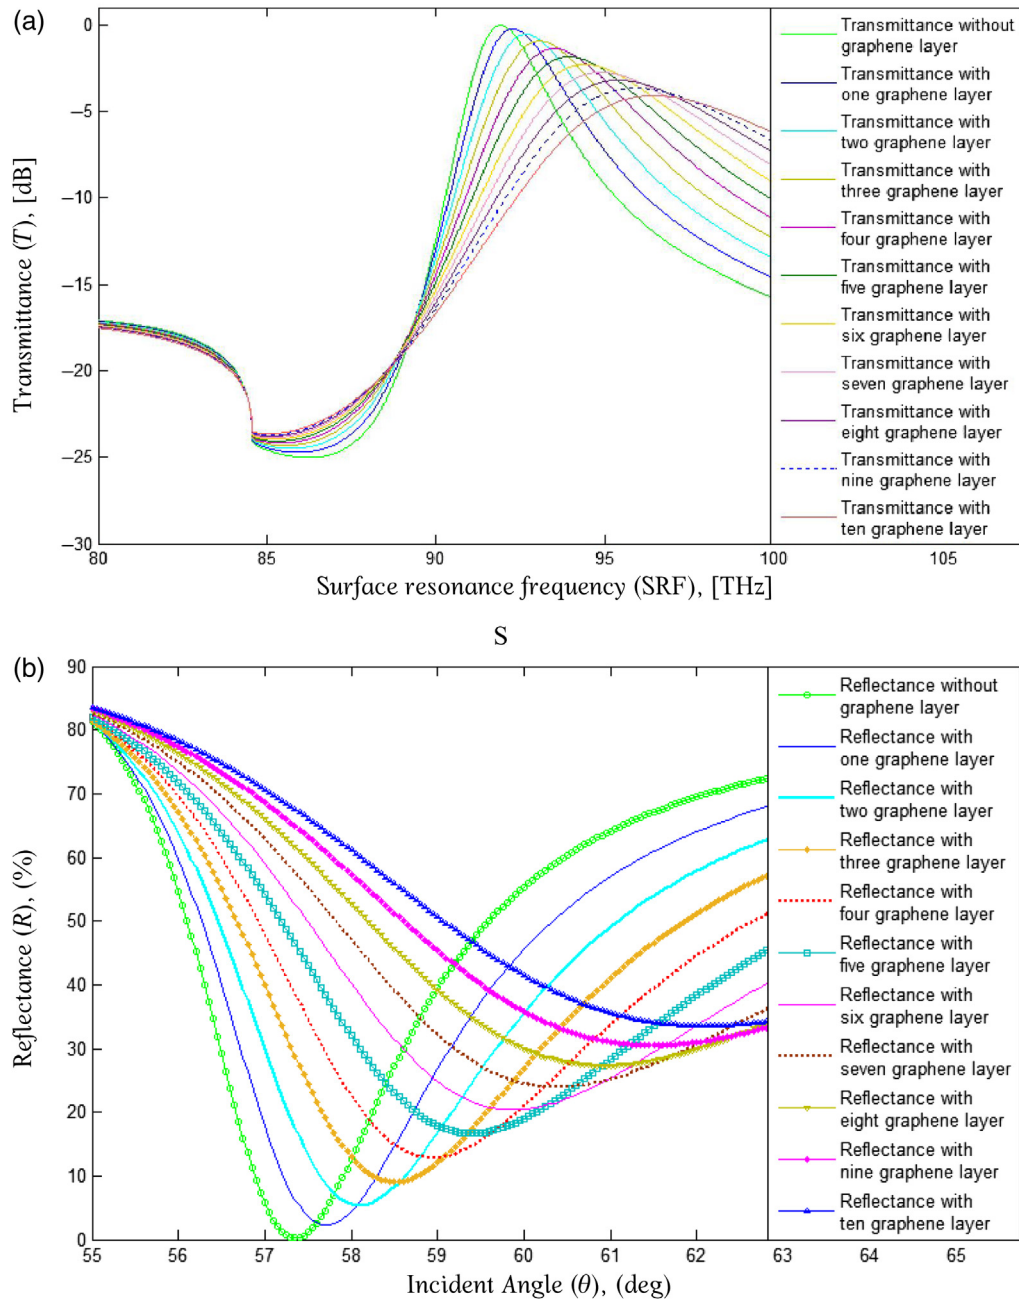 (a)
Transmittance (T), [dB]
0
−5
−10
−15
−20
−25
−30
80
85
90
95
100
105
Surface resonance frequency (SRF), [THz]
Transmittance without
graphene layer
Transmittance with
one graphene layer
Transmittance with
two graphene layer
Transmittance with
three graphene layer
Transmittance with
four graphene layer
Transmittance with
five graphene layer
Transmittance with
six graphene layer
Transmittance with
seven graphene layer
Transmittance with
eight graphene layer
Transmittance with
nine graphene layer
Transmittance with
ten graphene layer
S
(b)
Reflectance (R), (%)
90
80
70
60
50
40
30
20
10
0
55
56
57
58
59
60
61
62
63
64
65
Incident Angle (θ), (deg)
Reflectance without
graphene layer
Reflectance with
one graphene layer
Reflectance with
two graphene layer
Reflectance with
three graphene layer
Reflectance with
four graphene layer
Reflectance with
five graphene layer
Reflectance with
six graphene layer
Reflectance with
seven graphene layer
Reflectance with
eight graphene layer
Reflectance with
nine graphene layer
Reflectance with
ten graphene layer